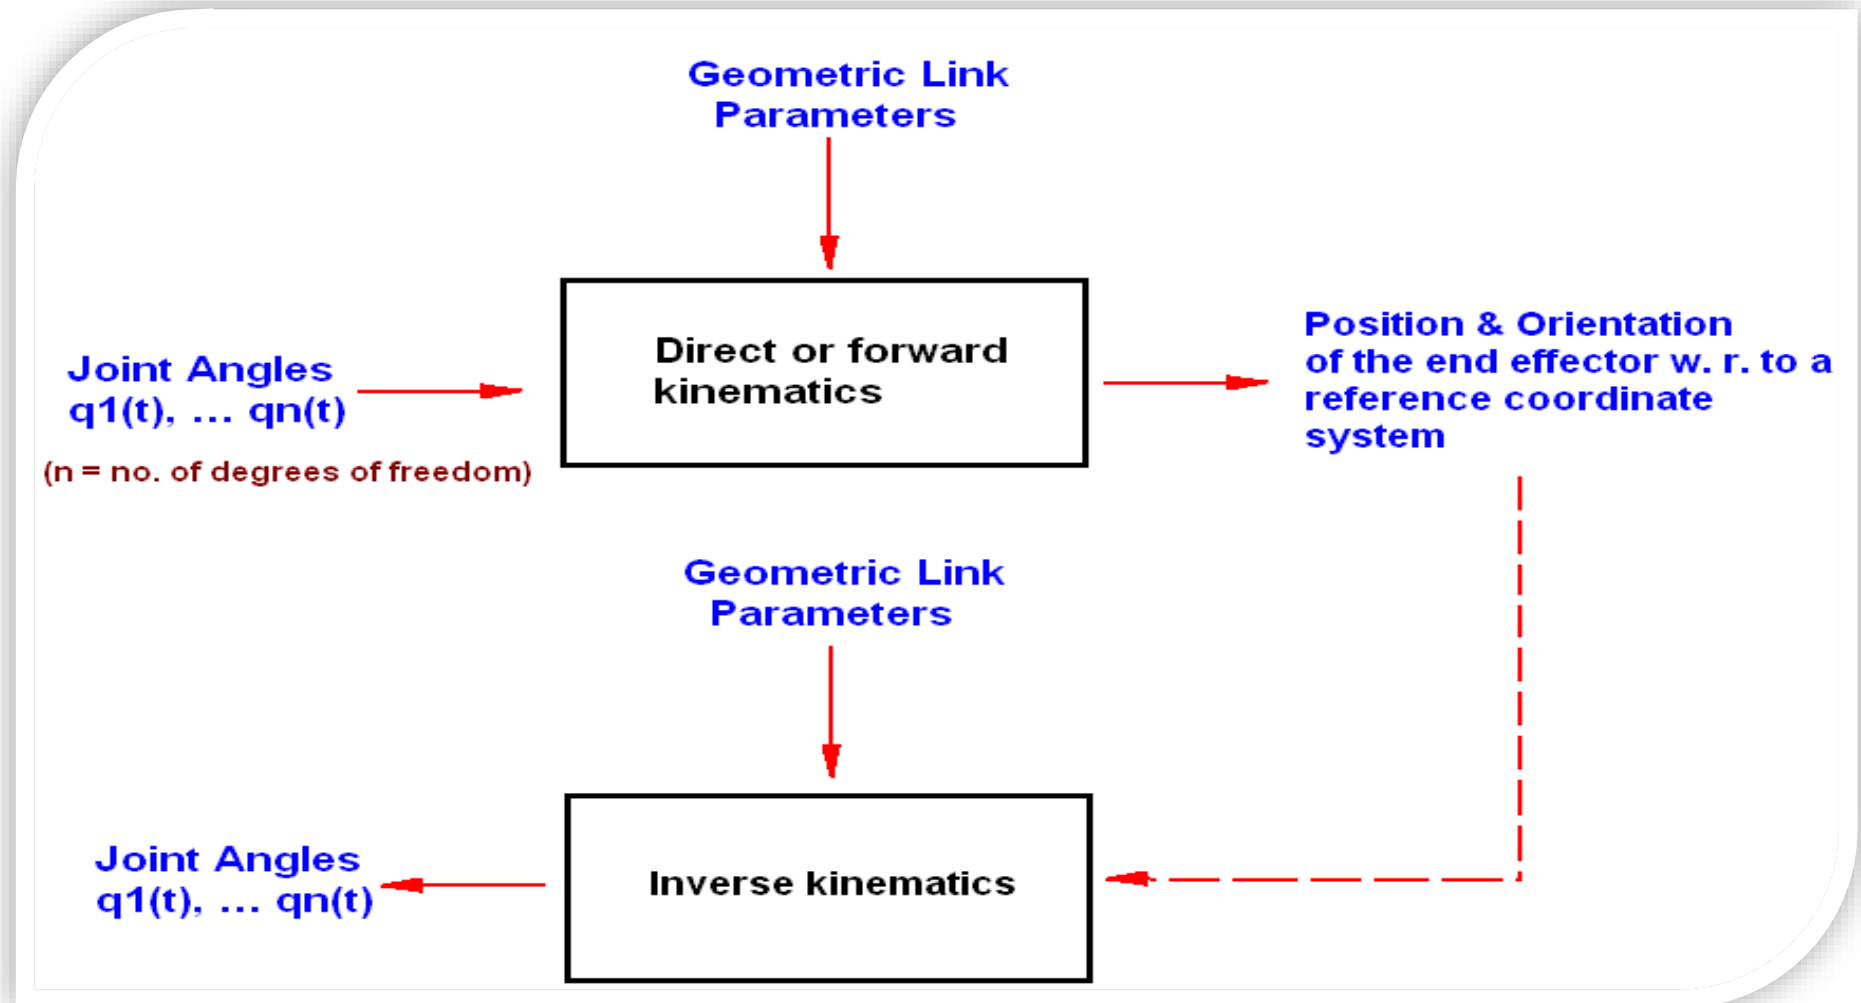 Geometric Link
Parameters
Joint Angles
q1(t), ... qn(t)
(n = no. of degrees of freedom)
Direct or forward
kinematics
Position & Orientation
of the end effector w. r. to a
reference coordinate
system
Geometric Link
Parameters
Joint Angles
q1(t), ... qn(t)
Inverse kinematics